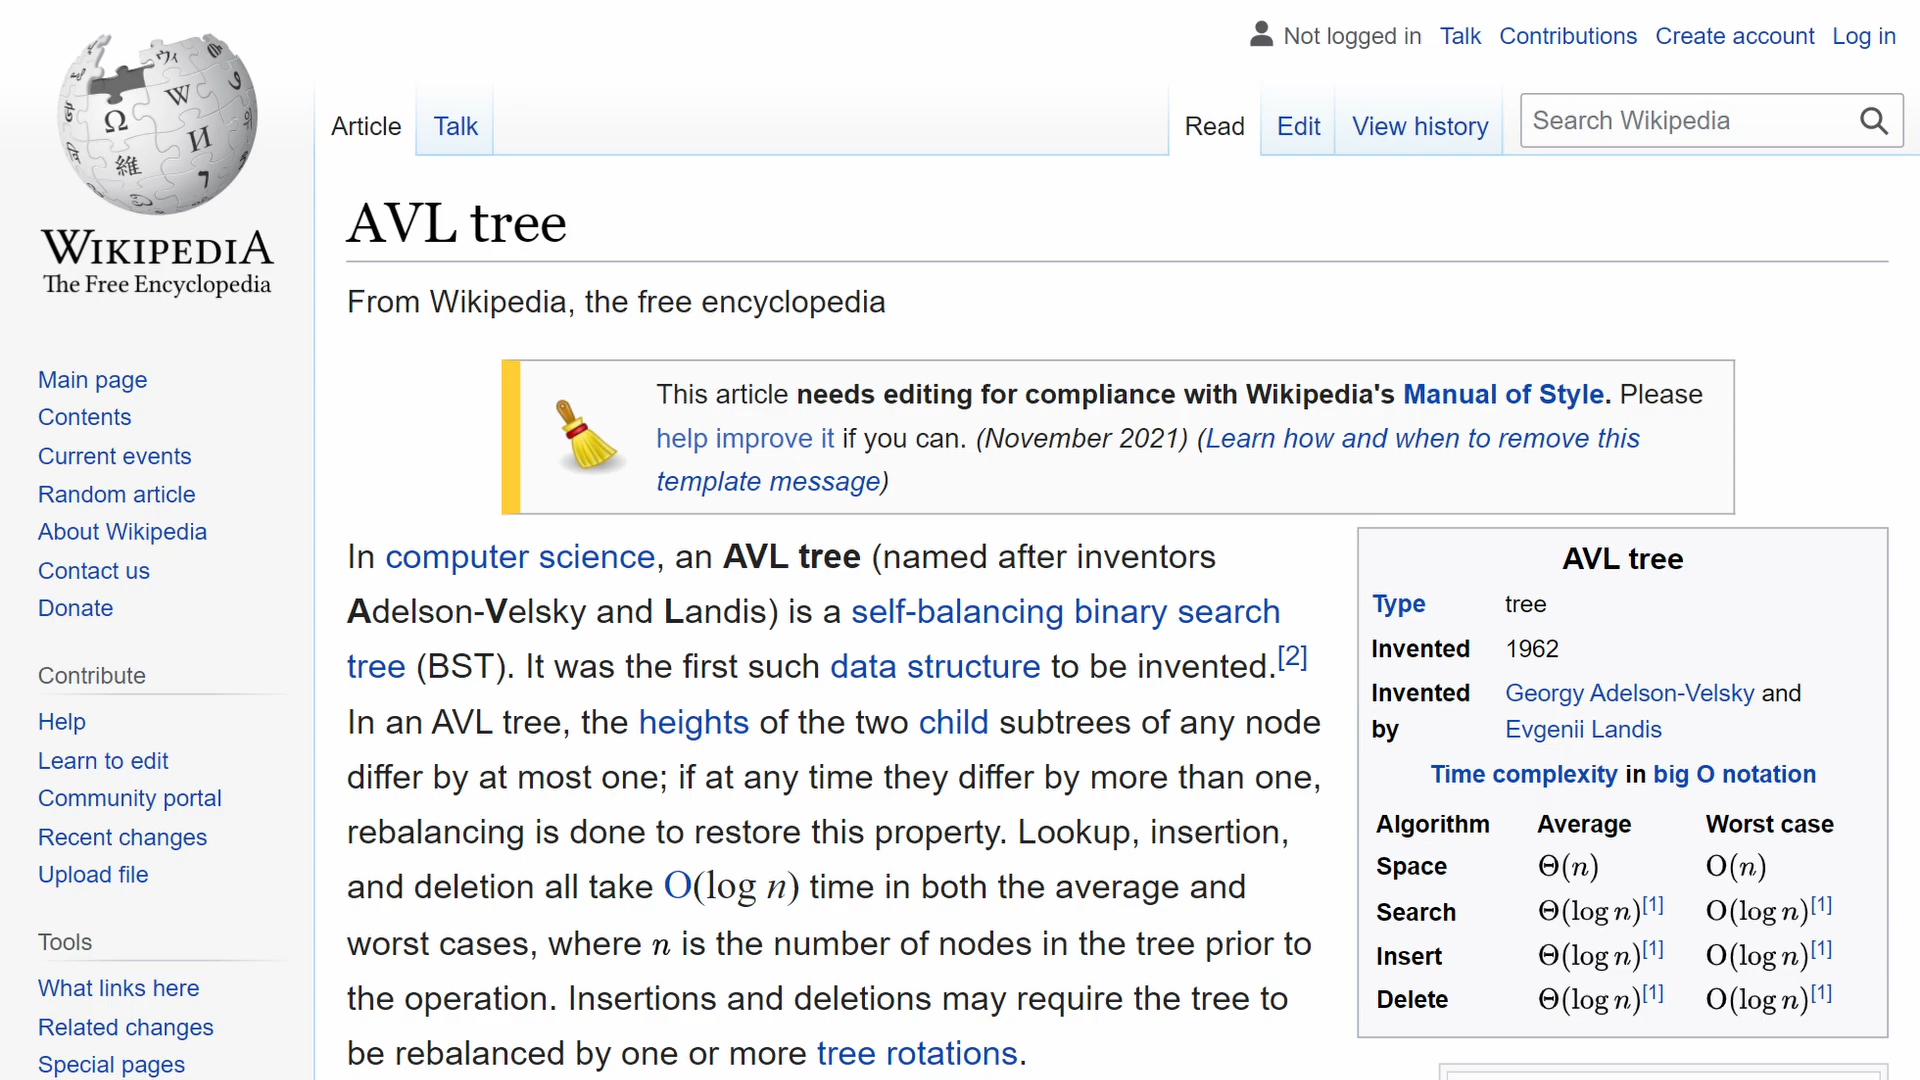 Not logged in Talk Contributions Create account Log in
Article Talk Read Edit View history Search Wikipedia
WIKIPEDIA
The Free Encyclopedia
Main page
Contents
Current events
Random article
About Wikipedia
Contact us
Donate
Contribute
Help
Learn to edit
Community portal
Recent changes
Upload file
Tools
What links here
Related changes
Special pages
AVL tree
From Wikipedia, the free encyclopedia
This article needs editing for compliance with Wikipedia's Manual of Style. Please
help improve it if you can. (November 2021) (Learn how and when to remove this
template message)
In computer science, an AVL tree (named after inventors
Adelson-Velsky and Landis) is a self-balancing binary search
tree (BST). It was the first such data structure to be invented.[2]
In an AVL tree, the heights of the two child subtrees of any node
differ by at most one; if at any time they differ by more than one,
rebalancing is done to restore this property. Lookup, insertion,
and deletion all take O(log n) time in both the average and
worst cases, where n is the number of nodes in the tree prior to
the operation. Insertions and deletions may require the tree to
be rebalanced by one or more tree rotations.
AVL tree
Type tree
Invented 1962
Invented by Georgy Adelson-Velsky and
Evgenii Landis
Time complexity in big O notation
Algorithm Average Worst case
Space Θ(n) O(n)
Search Θ(log n)[1] O(log n)[1]
Insert Θ(log n)[1] O(log n)[1]
Delete Θ(log n)[1] O(log n)[1]